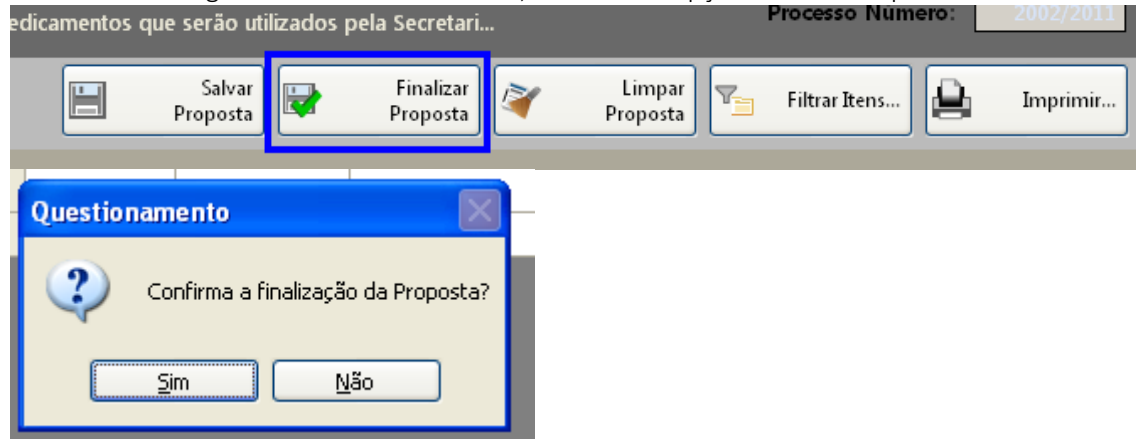 edicamentos que serão utilizados pela Secretari...
Processo Número: 2002/2011
Salvar
Proposta
Finalizar
Proposta
Limpar
Proposta
Filtrar Itens...
Imprimir...
Questionamento
Confirma a finalização da Proposta?
Sim
Não